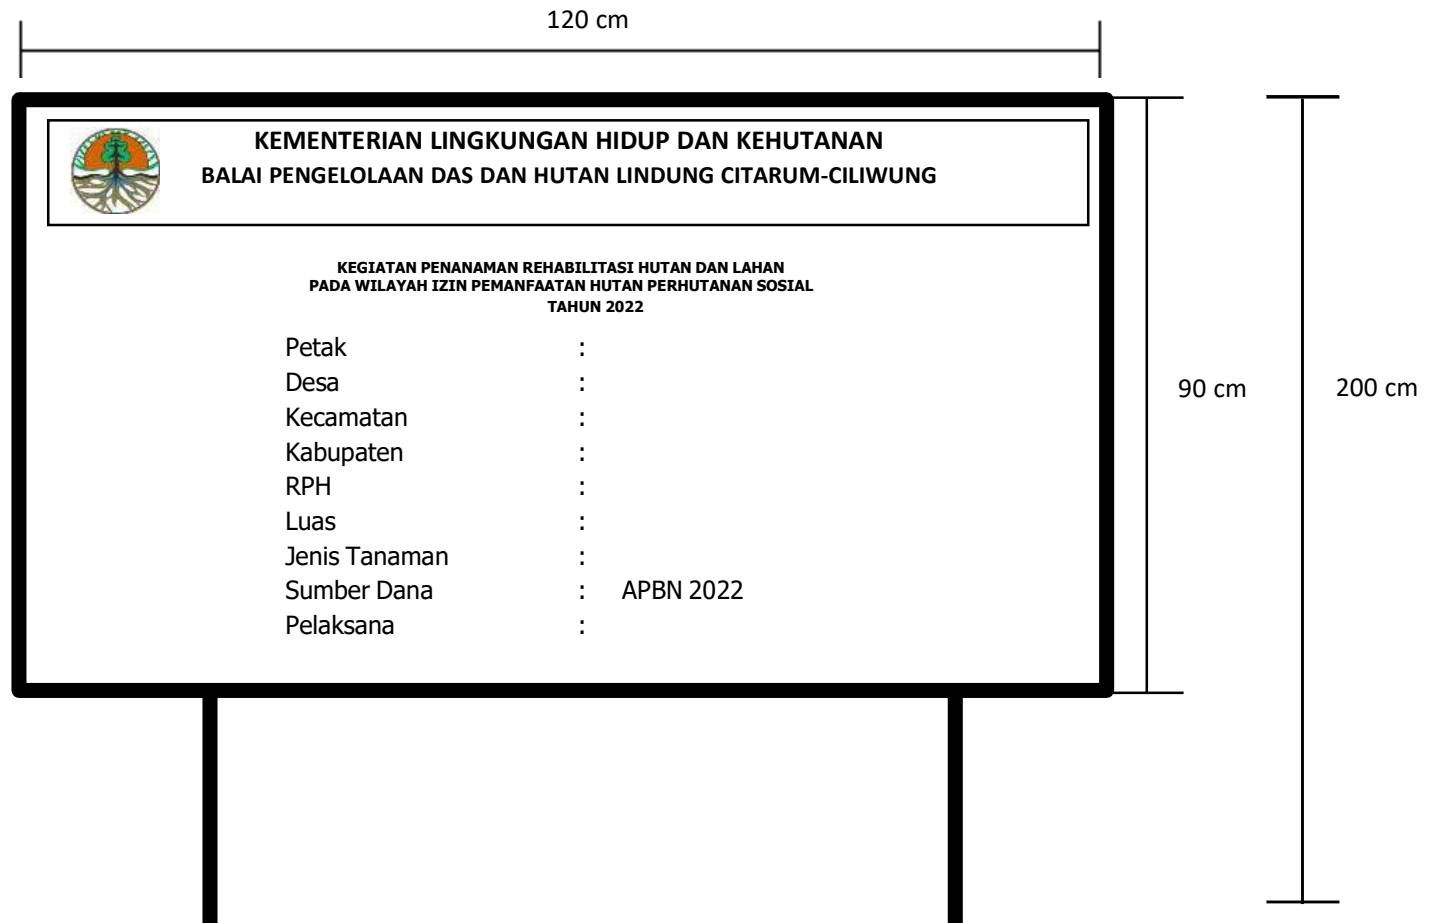 120 cm
KEMENTERIAN LINGKUNGAN HIDUP DAN KEHUTANAN
BALAI PENGELOLAAN DAS DAN HUTAN LINDUNG CITARUM-CILIWUNG
KEGIATAN PENANAMAN REHABILITASI HUTAN DAN LAHAN
PADA WILAYAH IZIN PEMANFAATAN HUTAN PERHUTANAN SOSIAL
TAHUN 2022
Petak :
Desa :
Kecamatan :
Kabupaten :
RPH :
Luas :
Jenis Tanaman :
Sumber Dana : APBN 2022
Pelaksana :
90 cm
200 cm